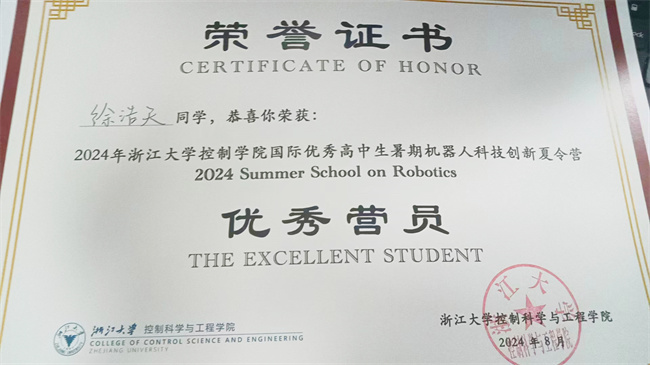 荣誉证书
CERTIFICATE OF HONOR
徐浩天 同学，恭喜你荣获：
2024年浙江大学控制学院国际优秀高中生暑期机器人科技创新夏令营
2024 Summer School on Robotics
优秀营员
THE EXCELLENT STUDENT
浙江大学 控制科学与工程学院
COLLEGE OF CONTROL SCIENCE AND ENGINEERING
ZHEJIANG UNIVERSITY
浙江大学控制科学与工程学院
2024 年 8 月